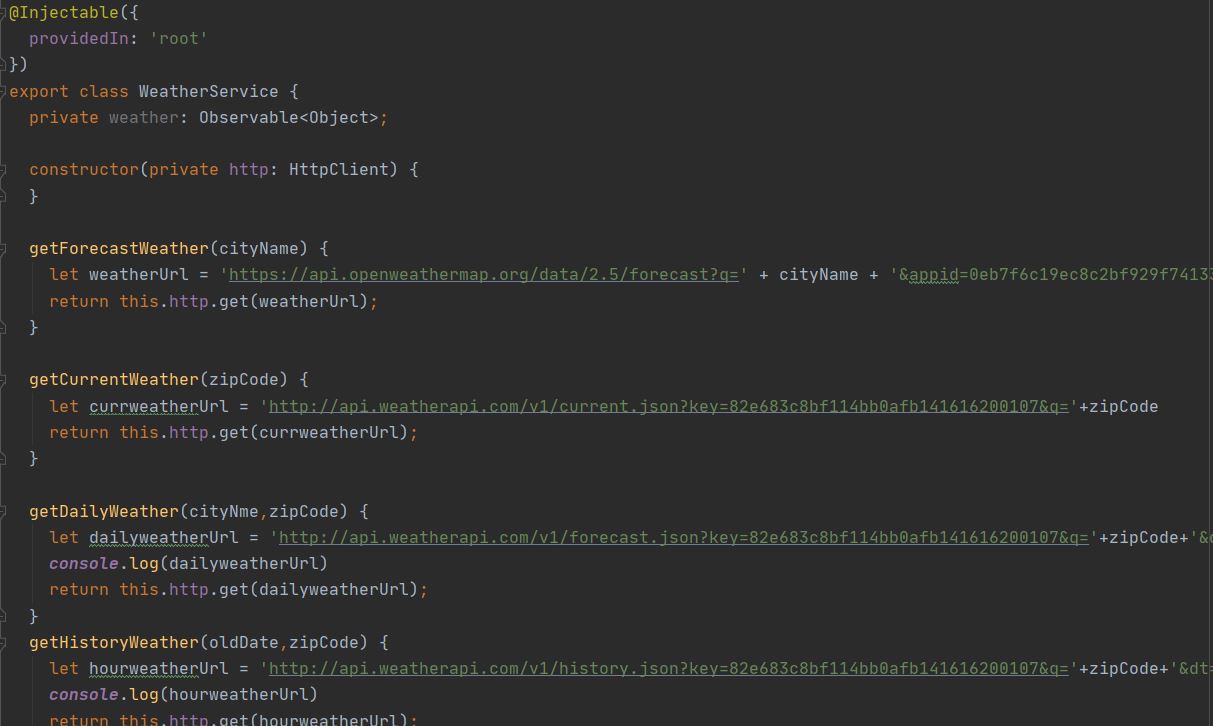 @Injectable({
  providedIn: 'root'
})
export class WeatherService {
  private weather: Observable<Object>;
  constructor(private http: HttpClient) {
  }
  getForecastWeather(cityName) {
    let weatherUrl = 'https://api.openweathermap.org/data/2.5/forecast?q=' + cityName + '&appid=0eb7f6c19ec8c2bf929f74133
    return this.http.get(weatherUrl);
  }
  getCurrentWeather(zipCode) {
    let currweatherUrl = 'http://api.weatherapi.com/v1/current.json?key=82e683c8bf114bb0afb141616200107&q='+zipCode
    return this.http.get(currweatherUrl);
  }
  getDailyWeather(cityNme,zipCode) {
    let dailyweatherUrl = 'http://api.weatherapi.com/v1/forecast.json?key=82e683c8bf114bb0afb141616200107&q='+zipCode+'&d
    console.log(dailyweatherUrl)
    return this.http.get(dailyweatherUrl);
  }
  getHistoryWeather(oldDate,zipCode) {
    let hourweatherUrl = 'http://api.weatherapi.com/v1/history.json?key=82e683c8bf114bb0afb141616200107&q='+zipCode+'&dt=
    console.log(hourweatherUrl)
    return this.http.get(hourweatherUrl);